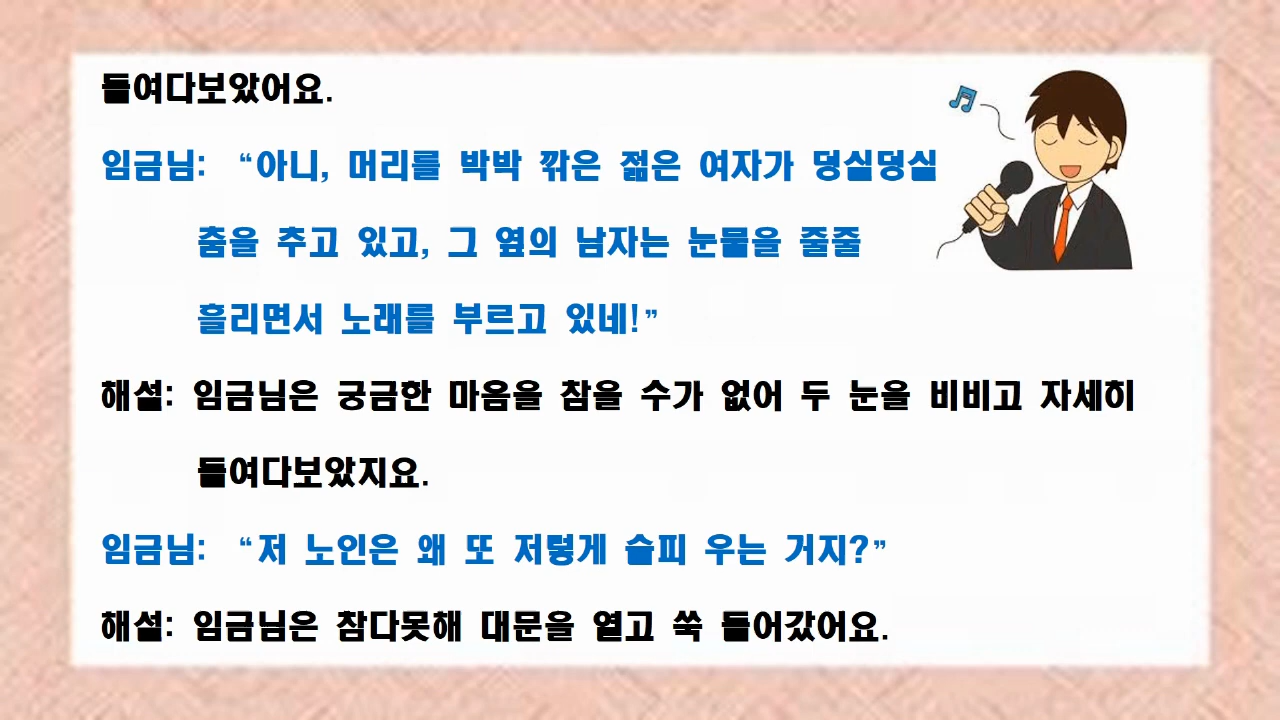 들여다보았어요.
임금님: “아니, 머리를 박박 깎은 젊은 여자가 덩실덩실
춤을 추고 있고, 그 옆의 남자는 눈물을 줄줄
흘리면서 노래를 부르고 있네!”
해설: 임금님은 궁금한 마음을 참을 수가 없어 두 눈을 비비고 자세히
들여다보았지요.
임금님: “저 노인은 왜 또 저렇게 슬피 우는 거지?”
해설: 임금님은 참다못해 대문을 열고 쑥 들어갔어요.